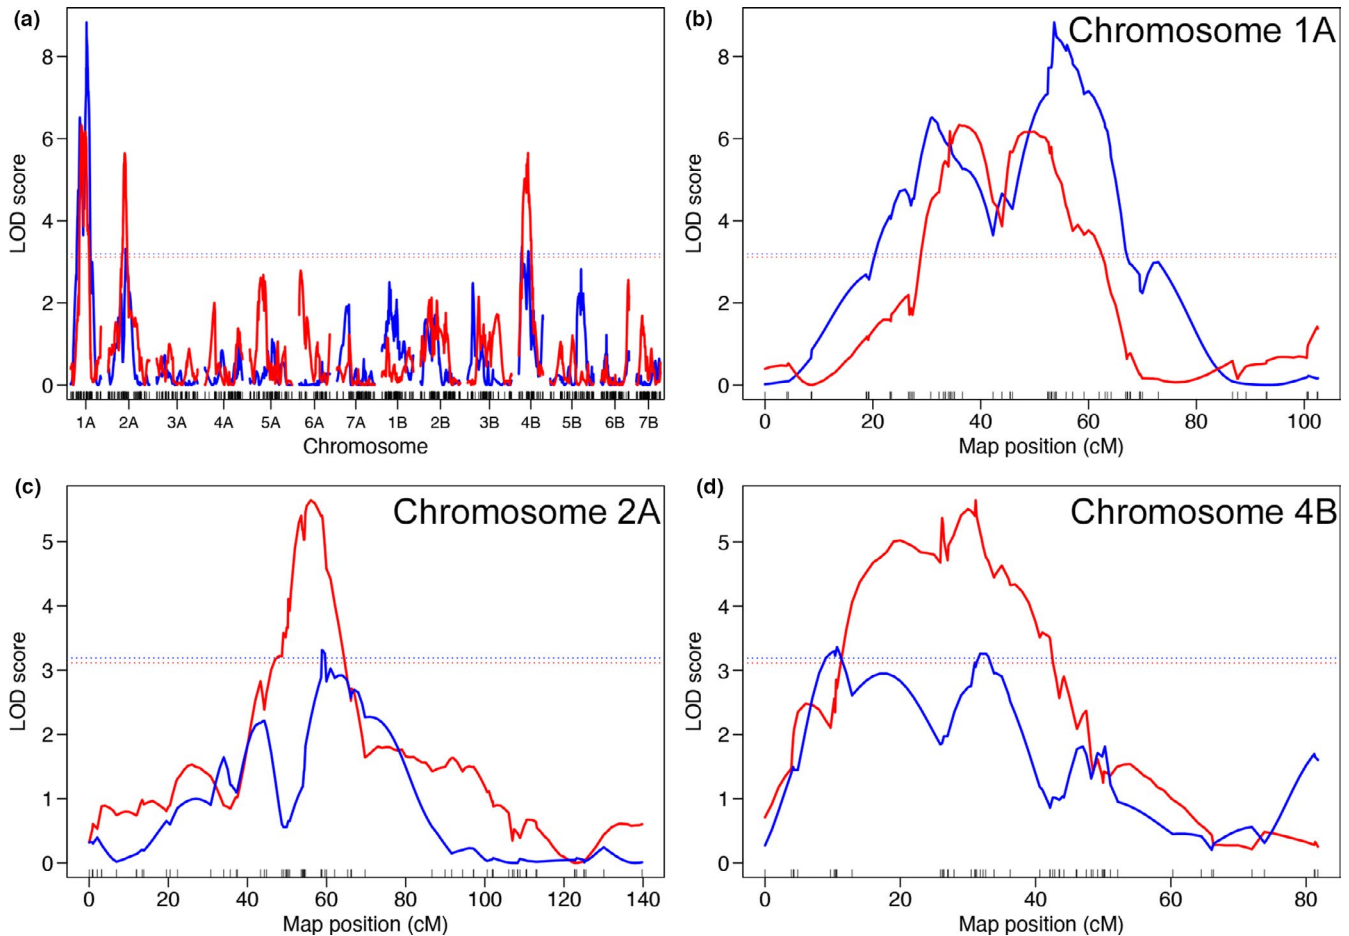 (a)
LOD score
8
6
4
2
0
1A 2A 3A 4A 5A 6A 7A 1B 2B 3B 4B 5B 6B 7B
Chromosome
(b)
Chromosome 1A
LOD score
8
6
4
2
0
0 20 40 60 80 100
Map position (cM)
(c)
Chromosome 2A
LOD score
5
4
3
2
1
0
0 20 40 60 80 100 120 140
Map position (cM)
(d)
Chromosome 4B
LOD score
5
4
3
2
1
0
0 20 40 60 80
Map position (cM)